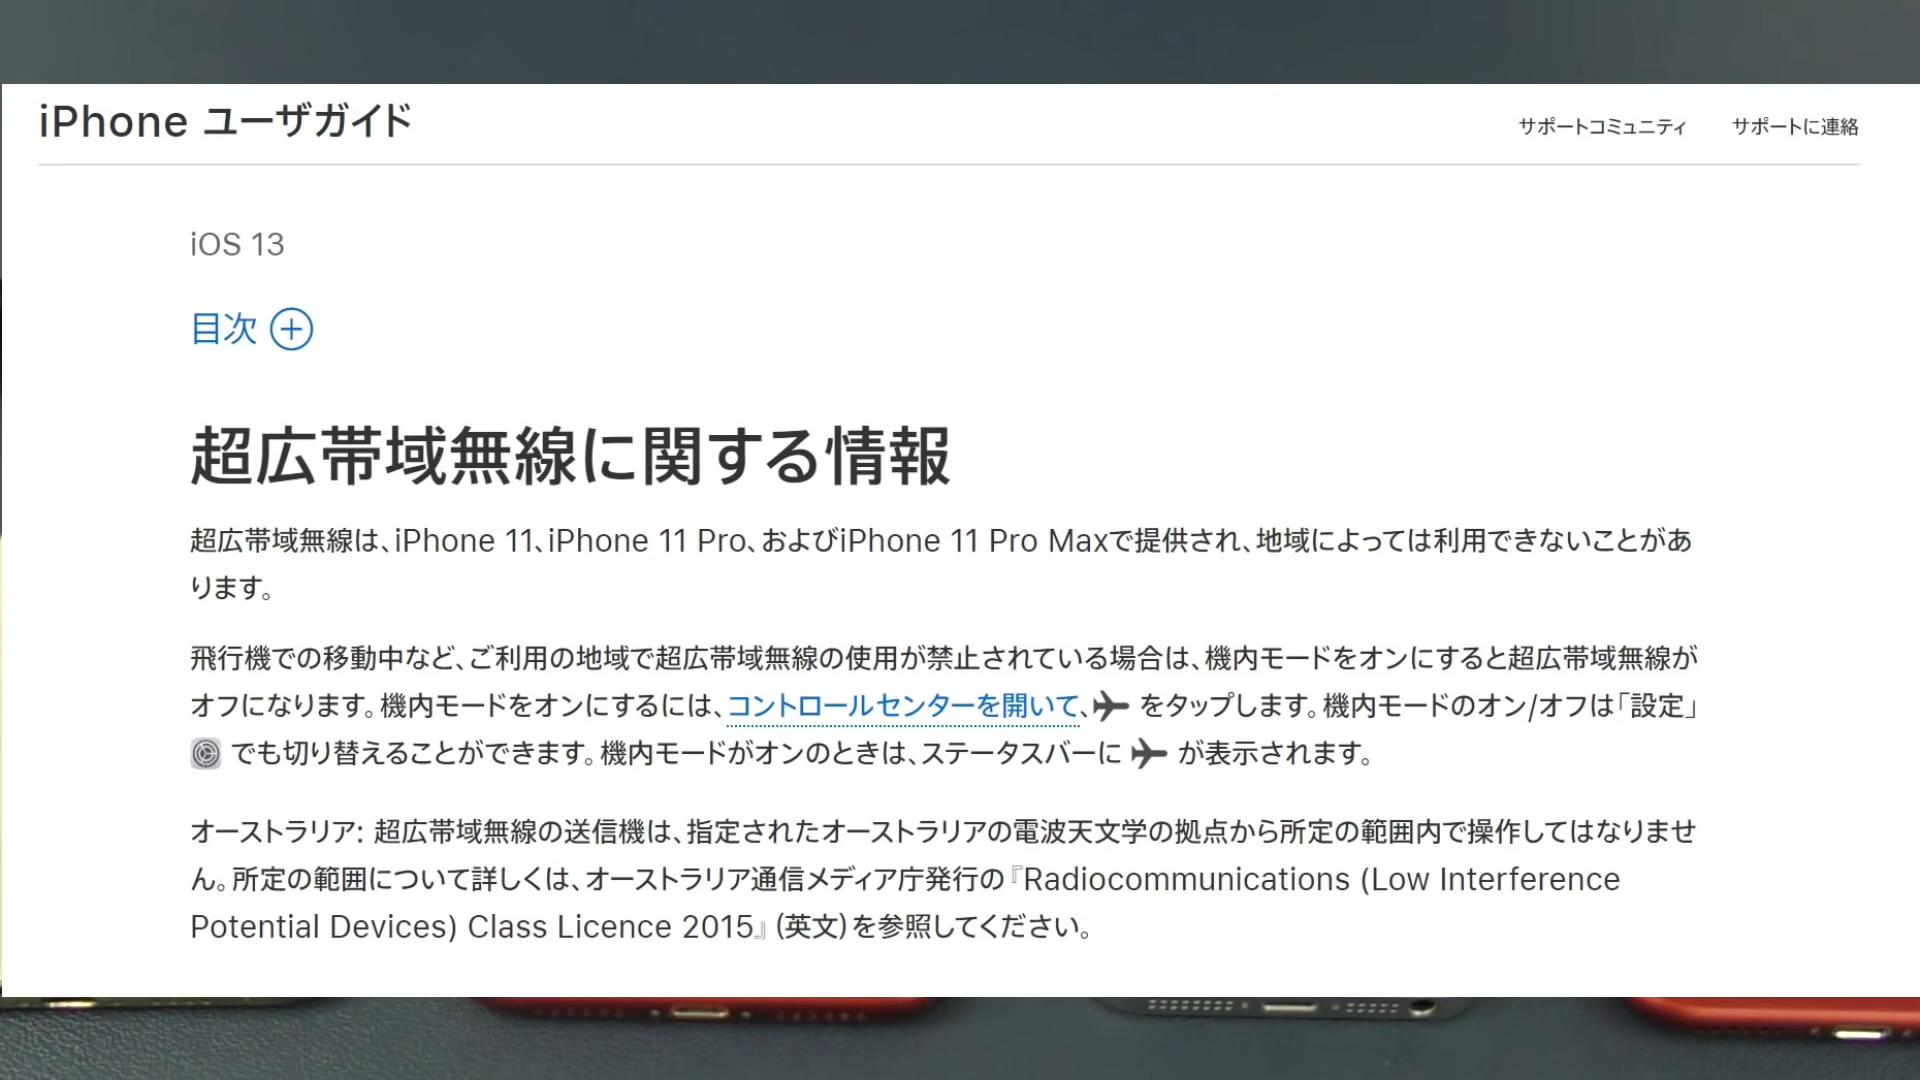 iPhone ユーザガイド
サポートコミュニティ
サポートに連絡
iOS 13
目次
超広帯域無線に関する情報
超広帯域無線は、iPhone 11、iPhone 11 Pro、およびiPhone 11 Pro Maxで提供され、地域によっては利用できないことがあ
ります。
飛行機での移動中など、ご利用の地域で超広帯域無線の使用が禁止されている場合は、機内モードをオンにすると超広帯域無線が
オフになります。機内モードをオンにするには、コントロールセンターを開いて、 をタップします。機内モードのオン/オフは「設定」
でも切り替えることができます。機内モードがオンのときは、ステータスバーに が表示されます。
オーストラリア: 超広帯域無線の送信機は、指定されたオーストラリアの電波天文学の拠点から所定の範囲内で操作してはなりませ
ん。所定の範囲について詳しくは、オーストラリア通信メディア庁発行の『Radiocommunications (Low Interference
Potential Devices) Class Licence 2015』(英文)を参照してください。